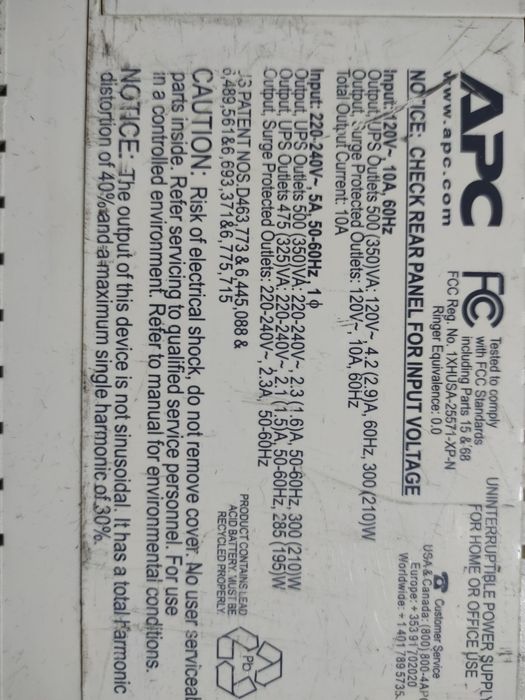 APC
www.apc.com
FC
Tested to comply
with FCC Standards
including Parts 15 & 68
FCC Reg. No. 1XHUSA-25571-XP-N
Ringer Equivalence: 0.0
UNINTERRUPTIBLE POWER SUPPL
FOR HOME OR OFFICE USE
Customer Service
USA & Canada: (800) 800-4A
Europe: + 353 91 702020
Worldwide: + 1 401 789 5735
NOTICE: CHECK REAR PANEL FOR INPUT VOLTAGE
Input: 120V~, 10A, 60Hz
Output, UPS Outlets 500 (350)VA: 120V~ 4.2 (2.9)A, 60Hz, 300 (210)W
Output, Surge Protected Outlets: 120V~, 10A, 60Hz
Total Output Current: 10A
Input: 220-240V~, 5A, 50-60Hz, 1 ϕ
Output, UPS Outlets 500 (350)VA: 220-240V~ 2.3 (1.6)A, 50-60Hz, 300 (210)W
Output, UPS Outlets 475 (325)VA: 220-240V~ 2.1 (1.5)A, 50-60Hz, 285 (195)W
Output, Surge Protected Outlets: 220-240V~, 2.3A, 50-60Hz
PATENT NOS. D463,773 & 6,445,088 &
6,489,561&6,693,371&6,775,715
PRODUCT CONTAINS LEAD
ACID BATTERY. MUST BE
RECYCLED PROPERLY.
Pb
CAUTION: Risk of electrical shock, do not remove cover. No user serviceal
parts inside. Refer servicing to qualified service personnel. For use
in a controlled environment. Refer to manual for environmental conditions.
NOTICE: The output of this device is not sinusoidal. It has a total harmonic
distortion of 40% and a maximum single harmonic of 30%.